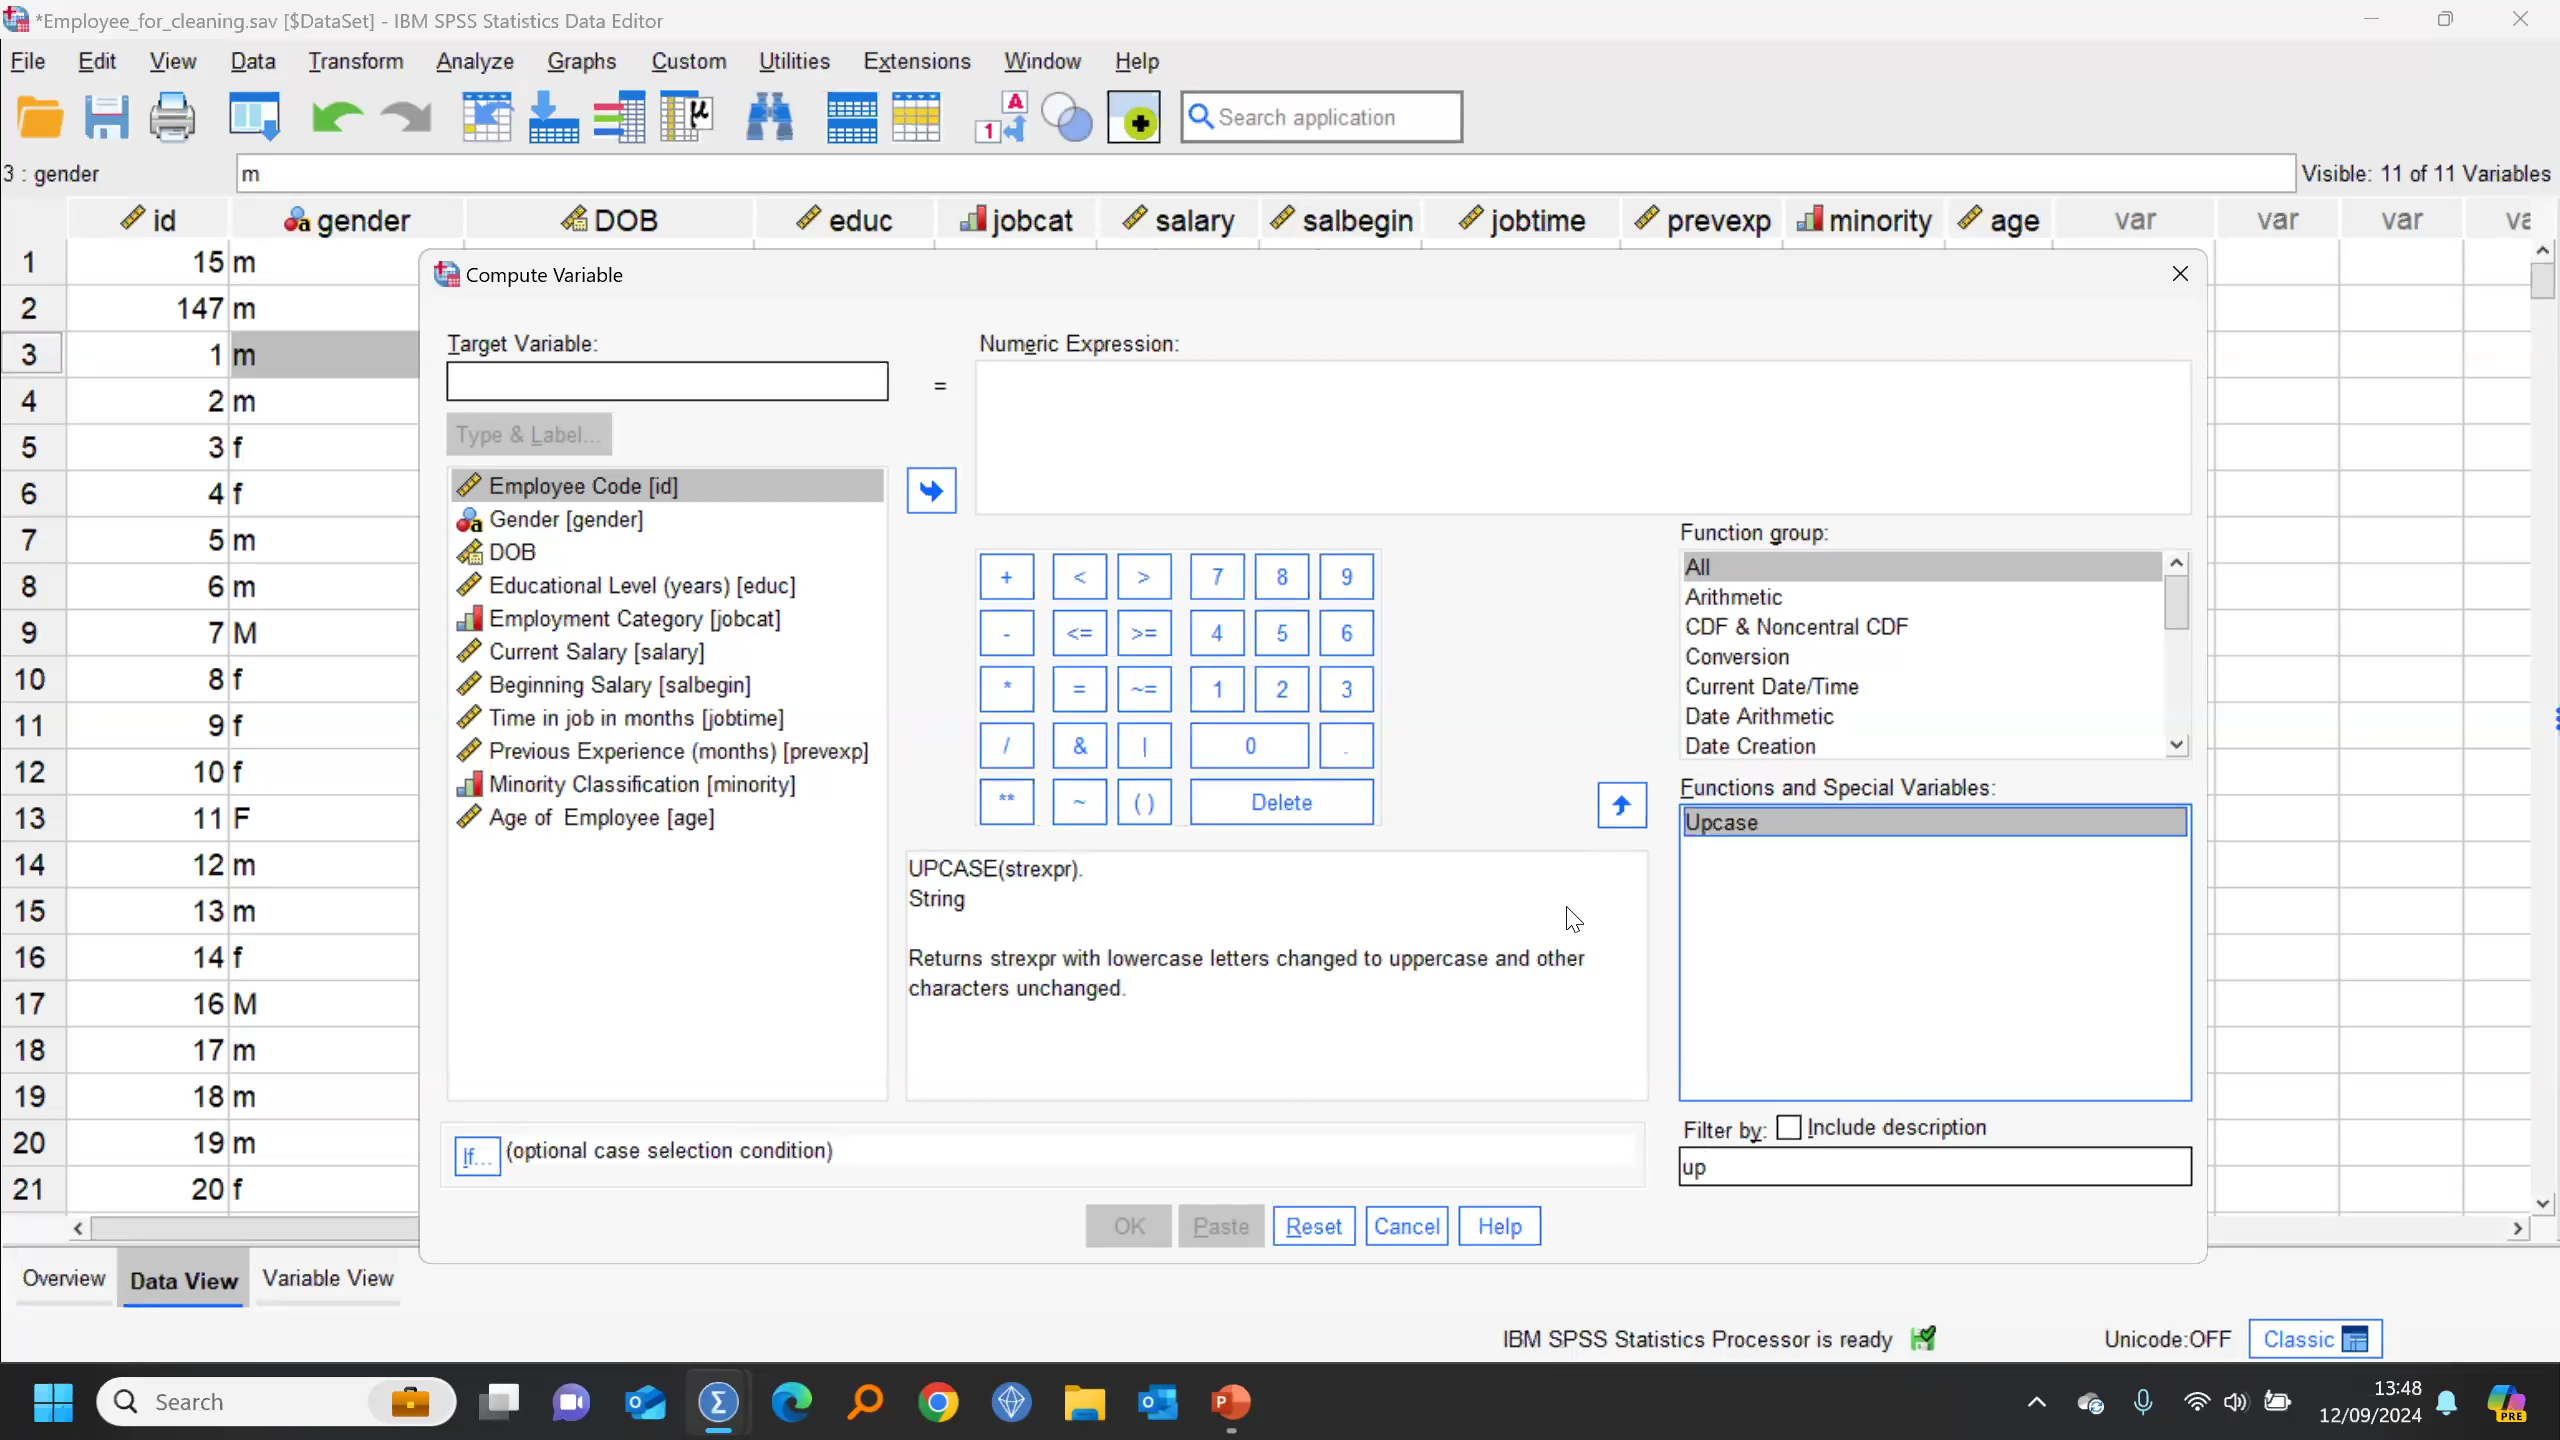 *Employee_for_cleaning.sav [$DataSet] - IBM SPSS Statistics Data Editor
File Edit View Data Transform Analyze Graphs Custom Utilities Extensions Window Help
Search application
3 : gender m Visible: 11 of 11 Variables
id gender DOB educ jobcat salary salbegin jobtime prevexp minority age var var var
1 15 m
2 147 m
3 1 m
4 2 m
5 3 f
6 4 f
7 5 m
8 6 m
9 7 M
10 8 f
11 9 f
12 10 f
13 11 F
14 12 m
15 13 m
16 14 f
17 16 M
18 17 m
19 18 m
20 19 m
21 20 f
Compute Variable
Target Variable:
=
Numeric Expression:
Type & Label...
Employee Code [id]
Gender [gender]
DOB
Educational Level (years) [educ]
Employment Category [jobcat]
Current Salary [salary]
Beginning Salary [salbegin]
Time in job in months [jobtime]
Previous Experience (months) [prevexp]
Minority Classification [minority]
Age of Employee [age]
+ < > 7 8 9
- <= >= 4 5 6
* = ~= 1 2 3
/ & | 0 .
** ~ ( ) Delete
Function group:
All
Arithmetic
CDF & Noncentral CDF
Conversion
Current Date/Time
Date Arithmetic
Date Creation
Functions and Special Variables:
Upcase
UPCASE(strexpr).
String
Returns strexpr with lowercase letters changed to uppercase and other
characters unchanged.
Filter by: Include description
up
If... (optional case selection condition)
OK Paste Reset Cancel Help
Overview Data View Variable View
IBM SPSS Statistics Processor is ready Unicode:OFF Classic
Search
13:48
12/09/2024
PRE